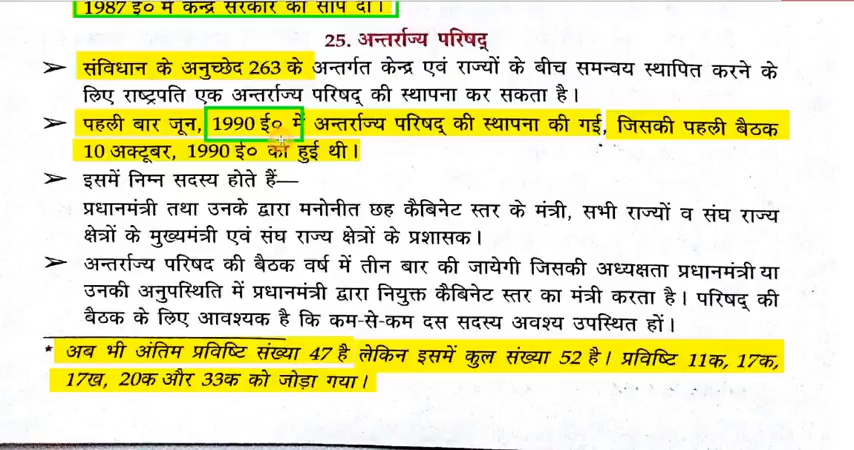 1987 ई० में केन्द्र सरकार को सौंप दी।
25. अन्तर्राज्य परिषद्
➢ संविधान के अनुच्छेद 263 के अन्तर्गत केन्द्र एवं राज्यों के बीच समन्वय स्थापित करने के
लिए राष्ट्रपति एक अन्तर्राज्य परिषद् की स्थापना कर सकता है।
➢ पहली बार जून, 1990 ई० में अन्तर्राज्य परिषद् की स्थापना की गई, जिसकी पहली बैठक
10 अक्टूबर, 1990 ई० को हुई थी।
➢ इसमें निम्न सदस्य होते हैं—
प्रधानमंत्री तथा उनके द्वारा मनोनीत छह कैबिनेट स्तर के मंत्री, सभी राज्यों व संघ राज्य
क्षेत्रों के मुख्यमंत्री एवं संघ राज्य क्षेत्रों के प्रशासक।
➢ अन्तर्राज्य परिषद की बैठक वर्ष में तीन बार की जायेगी जिसकी अध्यक्षता प्रधानमंत्री या
उनकी अनुपस्थिति में प्रधानमंत्री द्वारा नियुक्त कैबिनेट स्तर का मंत्री करता है। परिषद् की
बैठक के लिए आवश्यक है कि कम-से-कम दस सदस्य अवश्य उपस्थित हों।
* अब भी अंतिम प्रविष्टि संख्या 47 है लेकिन इसमें कुल संख्या 52 है। प्रविष्टि 11क, 17क,
17ख, 20क और 33क को जोड़ा गया।